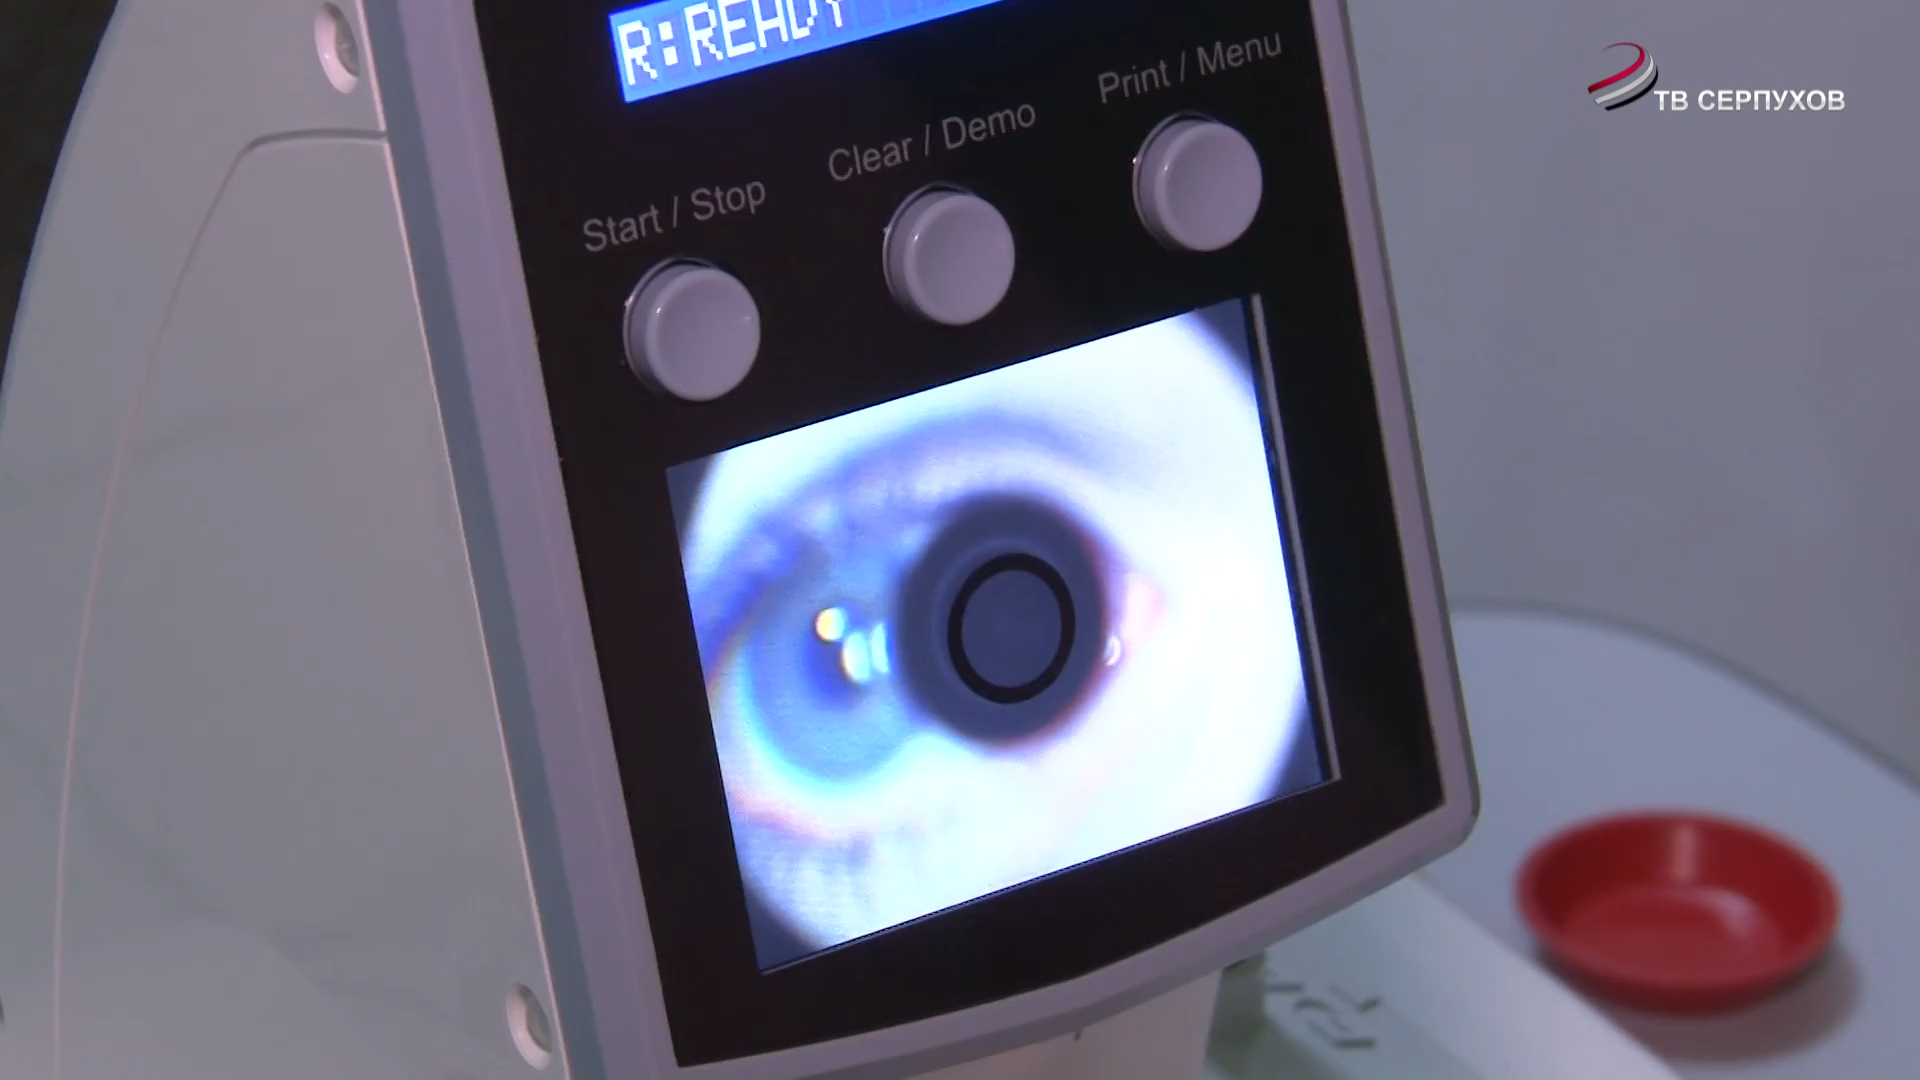 R:READY
Print / Menu
Clear / Demo
Start / Stop
ТВ СЕРПУХОВ